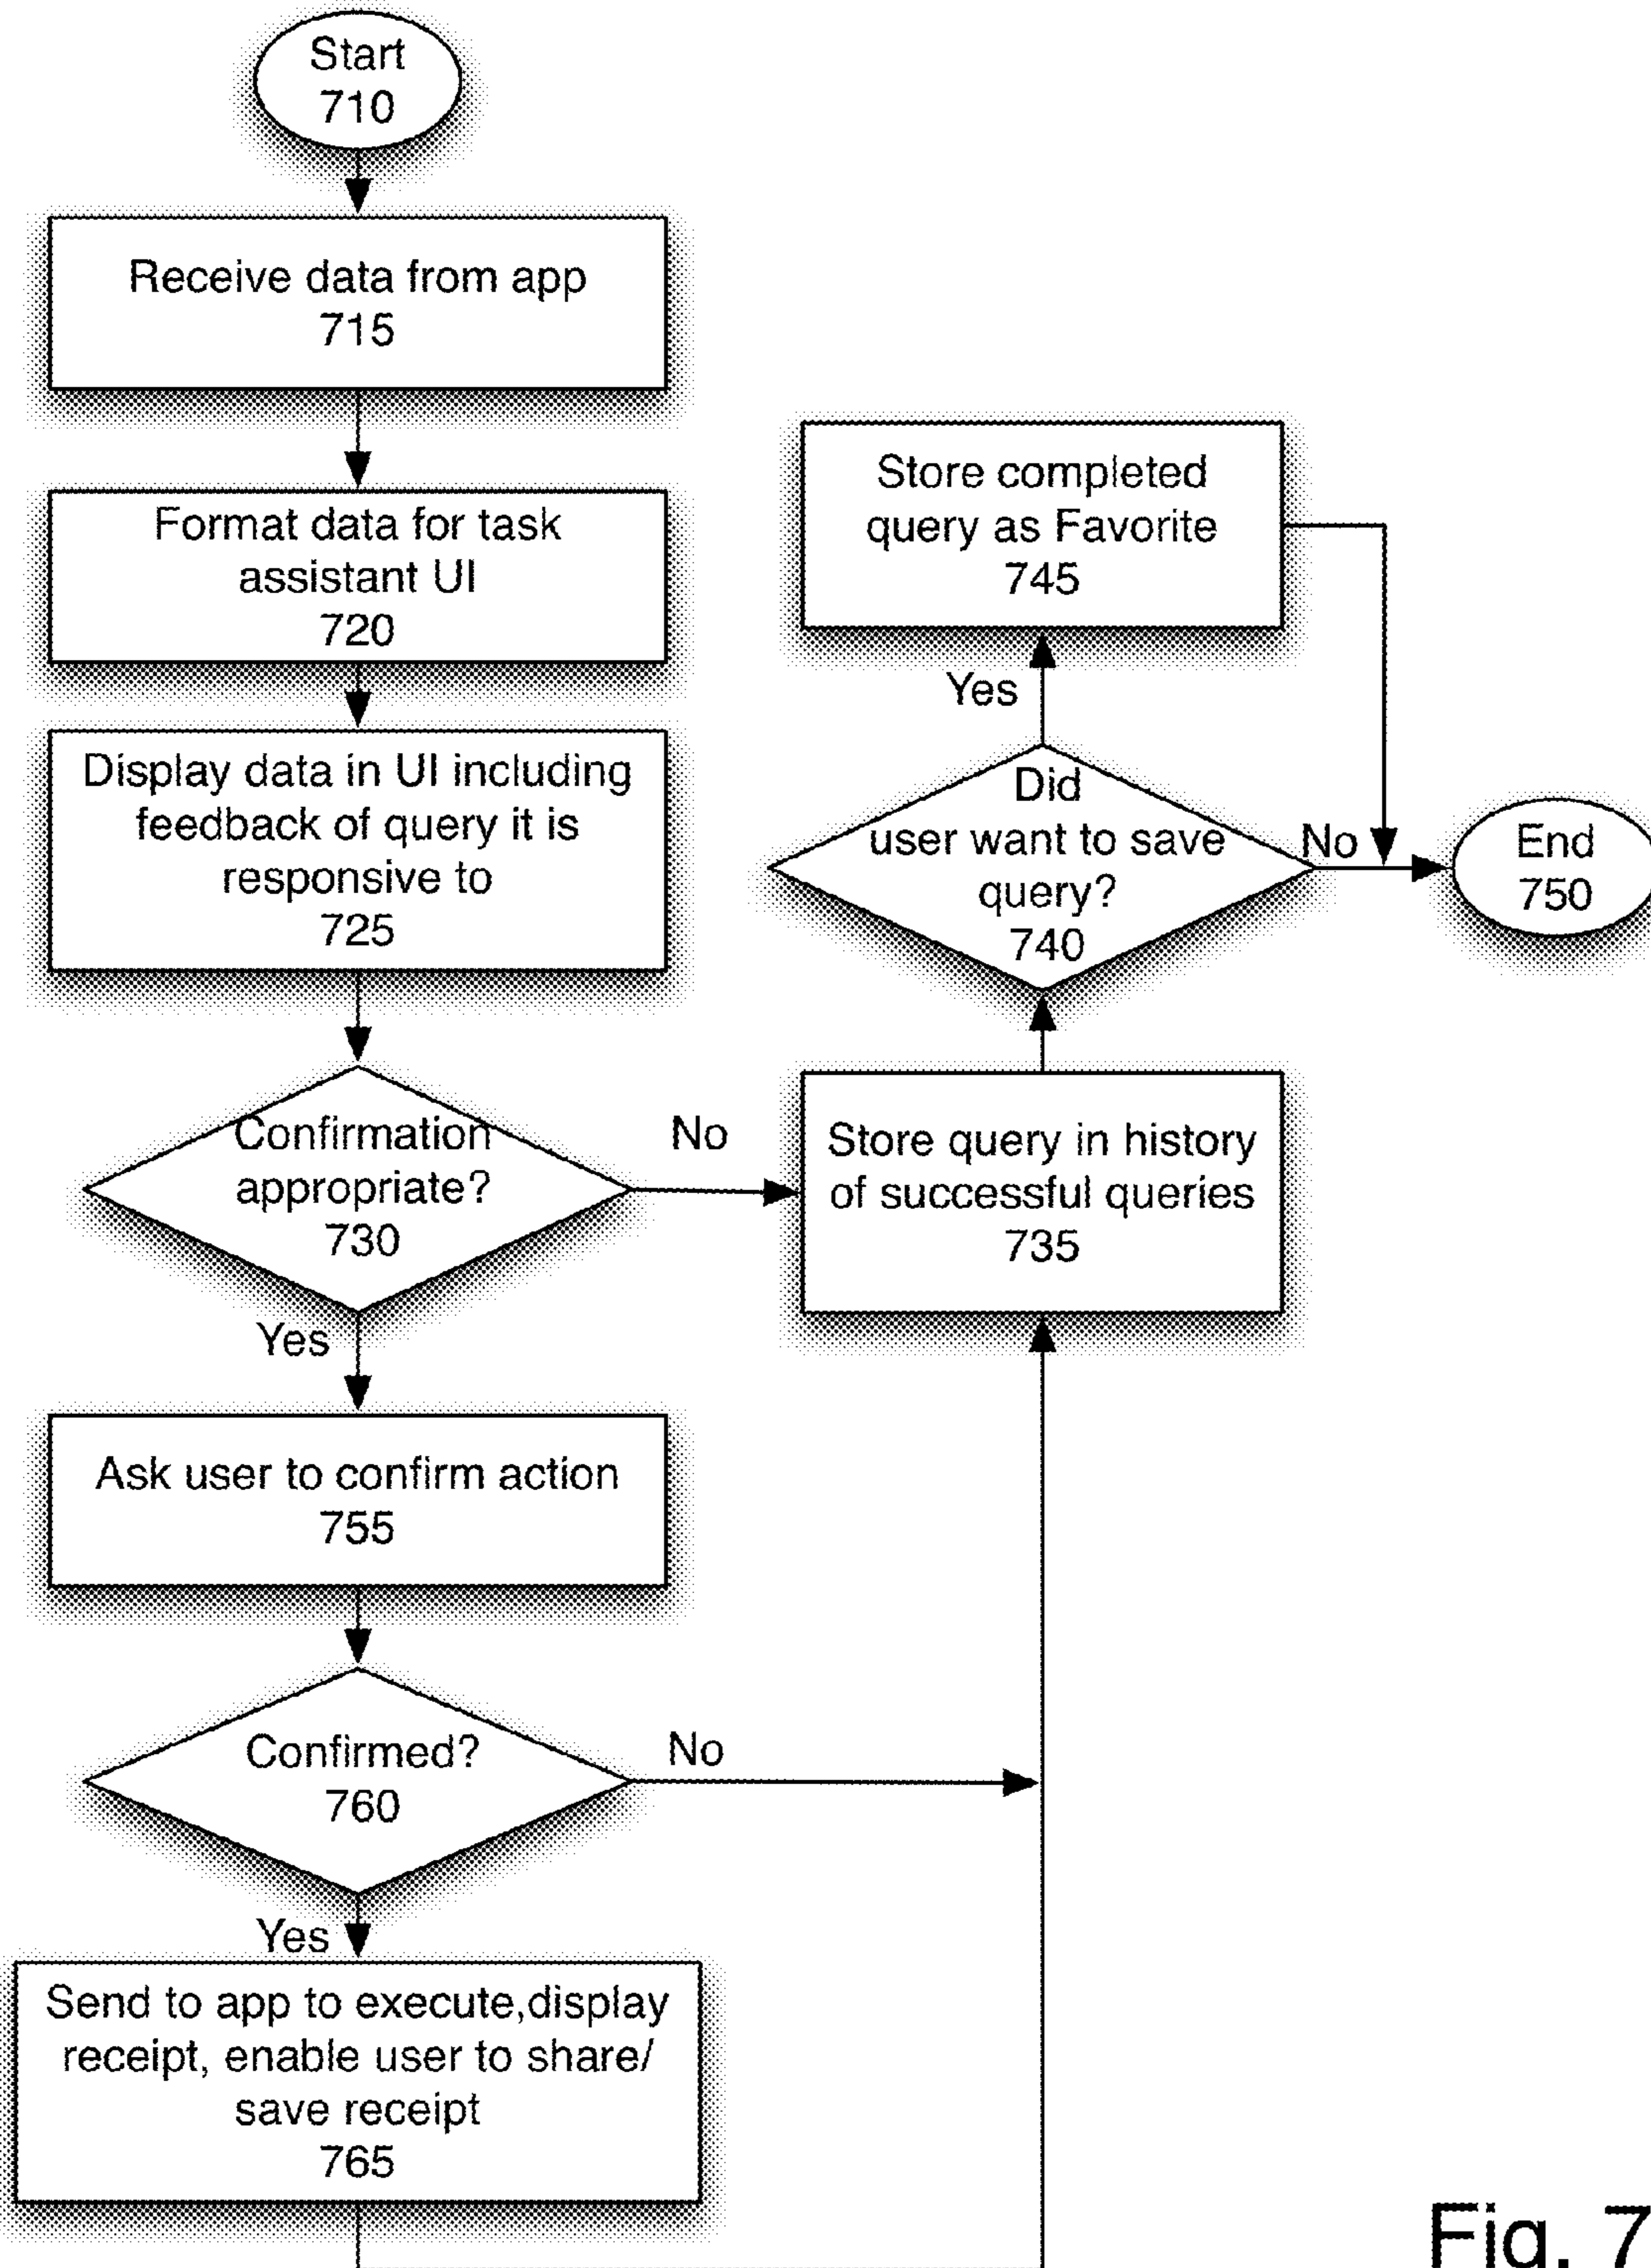 Start
710
Receive data from app
715
Format data for task
assistant UI
720
Display data in UI including
feedback of query it is
responsive to
725
Confirmation
appropriate?
730
No
Yes
Ask user to confirm action
755
Confirmed?
760
No
Yes
Send to app to execute,display
receipt, enable user to share/
save receipt
765
Store query in history
of successful queries
735
Did
user want to save
query?
740
Yes
No
Store completed
query as Favorite
745
End
750
Fig. 7